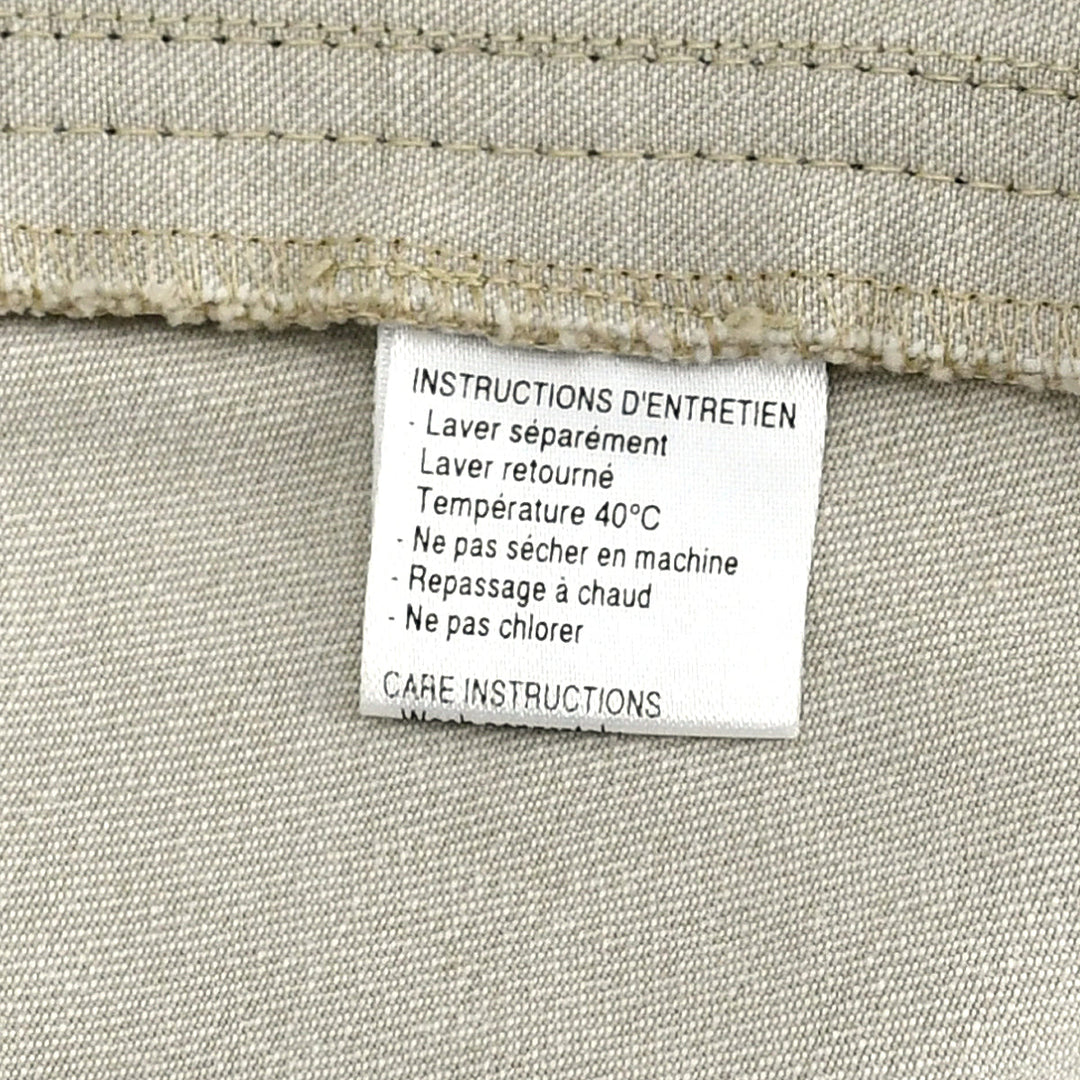 INSTRUCTIONS D'ENTRETIEN
- Laver séparément
Laver retourné
Température 40°C
- Ne pas sécher en machine
- Repassage à chaud
- Ne pas chlorer
CARE INSTRUCTIONS